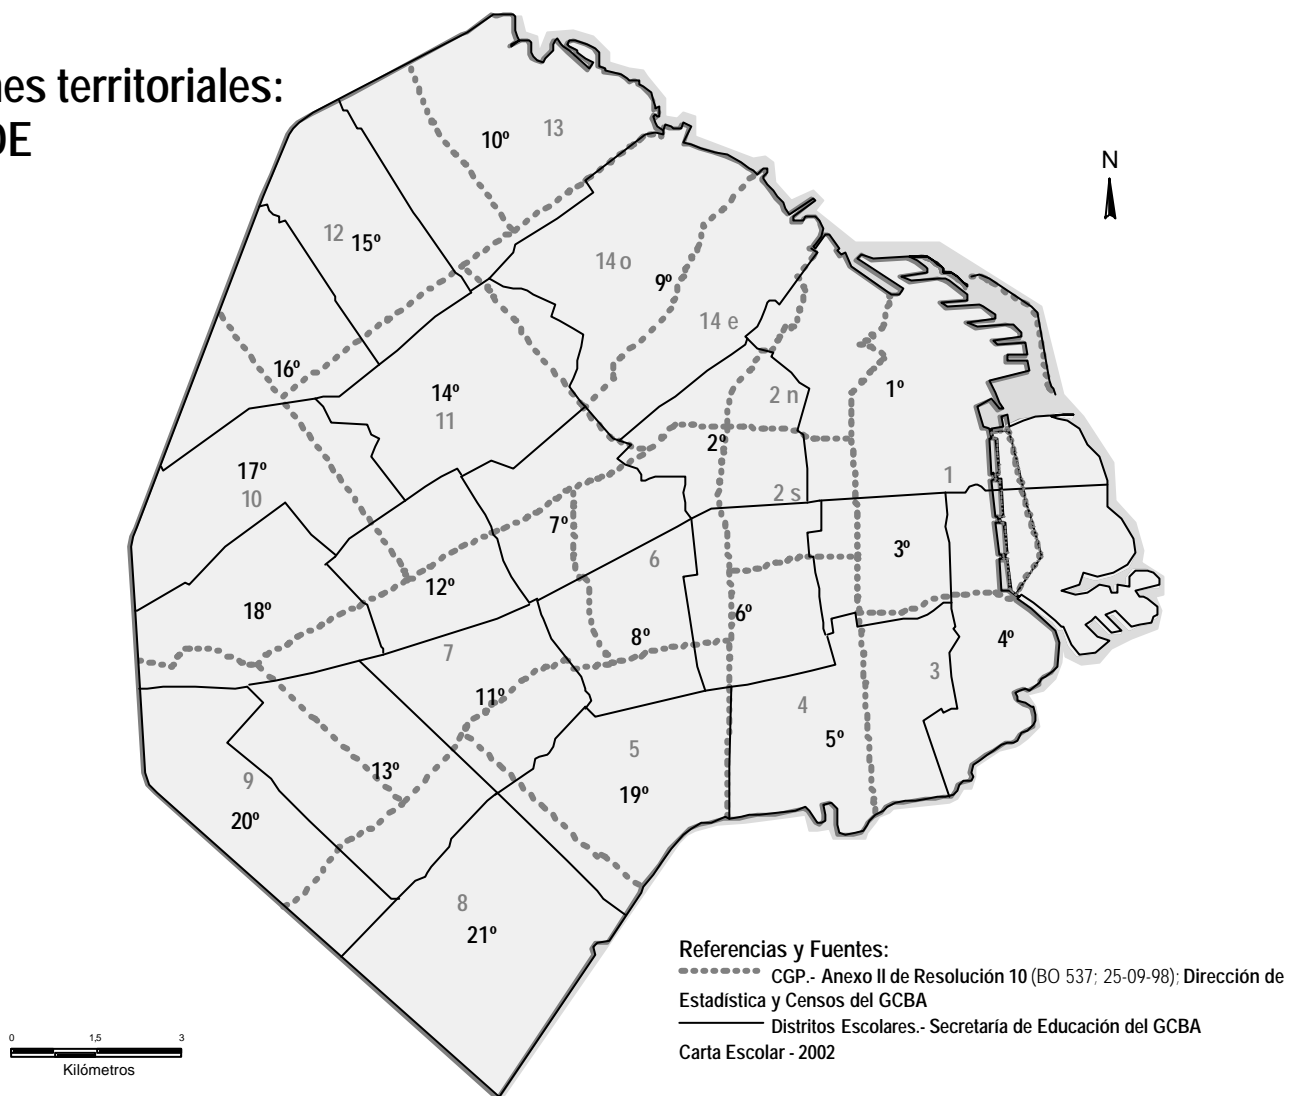 nes territoriales:
DE
N
10º 13
12 15º
14 o
9º
14 e
16º
14º
11
2 n
1º
2º
17º
10
1
2 s
7º
3º
6
12º
18º
6º
8º
4º
7
3
11º
4
5º
5
13º
9
19º
20º
8
21º
Referencias y Fuentes:
CGP.- Anexo II de Resolución 10 (BO 537; 25-09-98); Dirección de
Estadística y Censos del GCBA
Distritos Escolares.- Secretaría de Educación del GCBA
Carta Escolar - 2002
0 1,5 3
Kilómetros